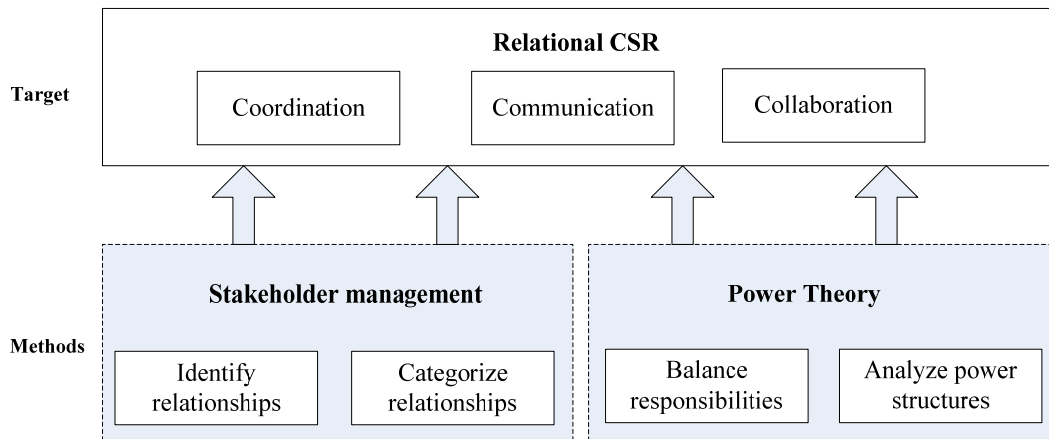 Relational CSR
Target
Coordination
Communication
Collaboration
Stakeholder management
Power Theory
Methods
Identify
relationships
Categorize
relationships
Balance
responsibilities
Analyze power
structures